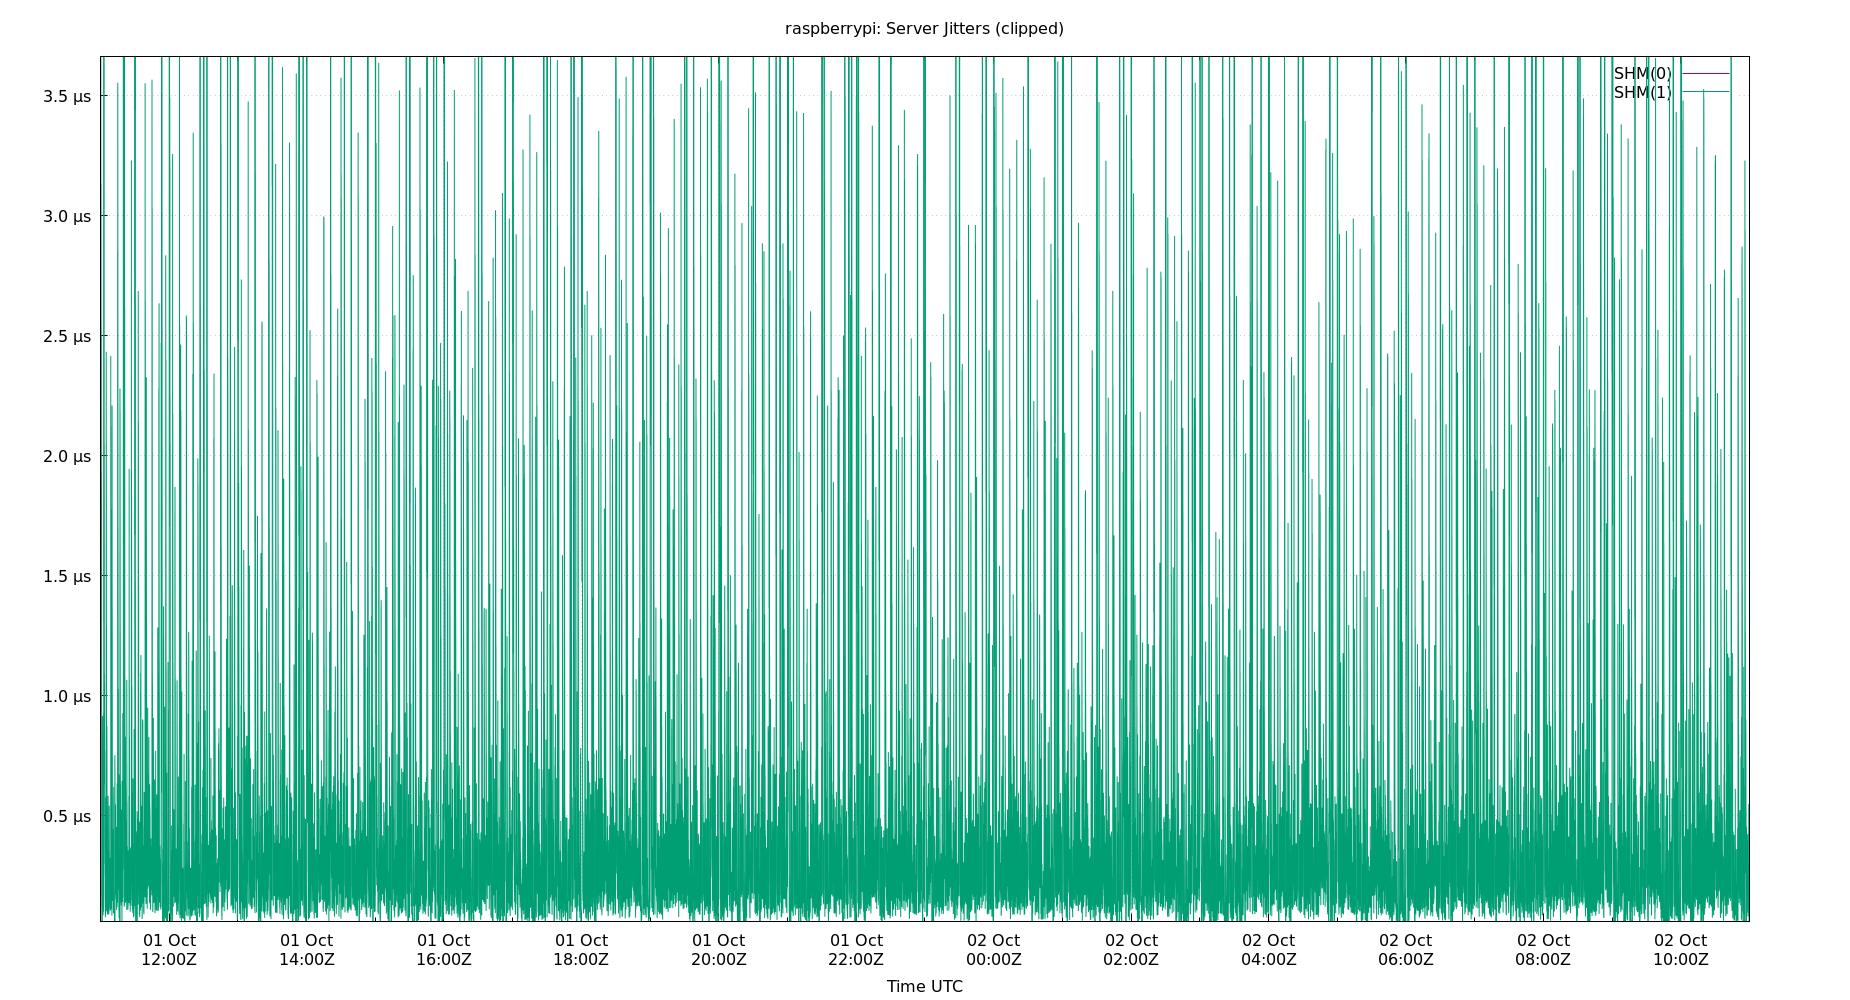 raspberrypi: Server Jitters (clipped)
SHM(0)
SHM(1)
3.5 µs
3.0 µs
2.5 µs
2.0 µs
1.5 µs
1.0 µs
0.5 µs
01 Oct 01 Oct 01 Oct 01 Oct 01 Oct 01 Oct 02 Oct 02 Oct 02 Oct 02 Oct 02 Oct 02 Oct
12:00Z 14:00Z 16:00Z 18:00Z 20:00Z 22:00Z 00:00Z 02:00Z 04:00Z 06:00Z 08:00Z 10:00Z
Time UTC